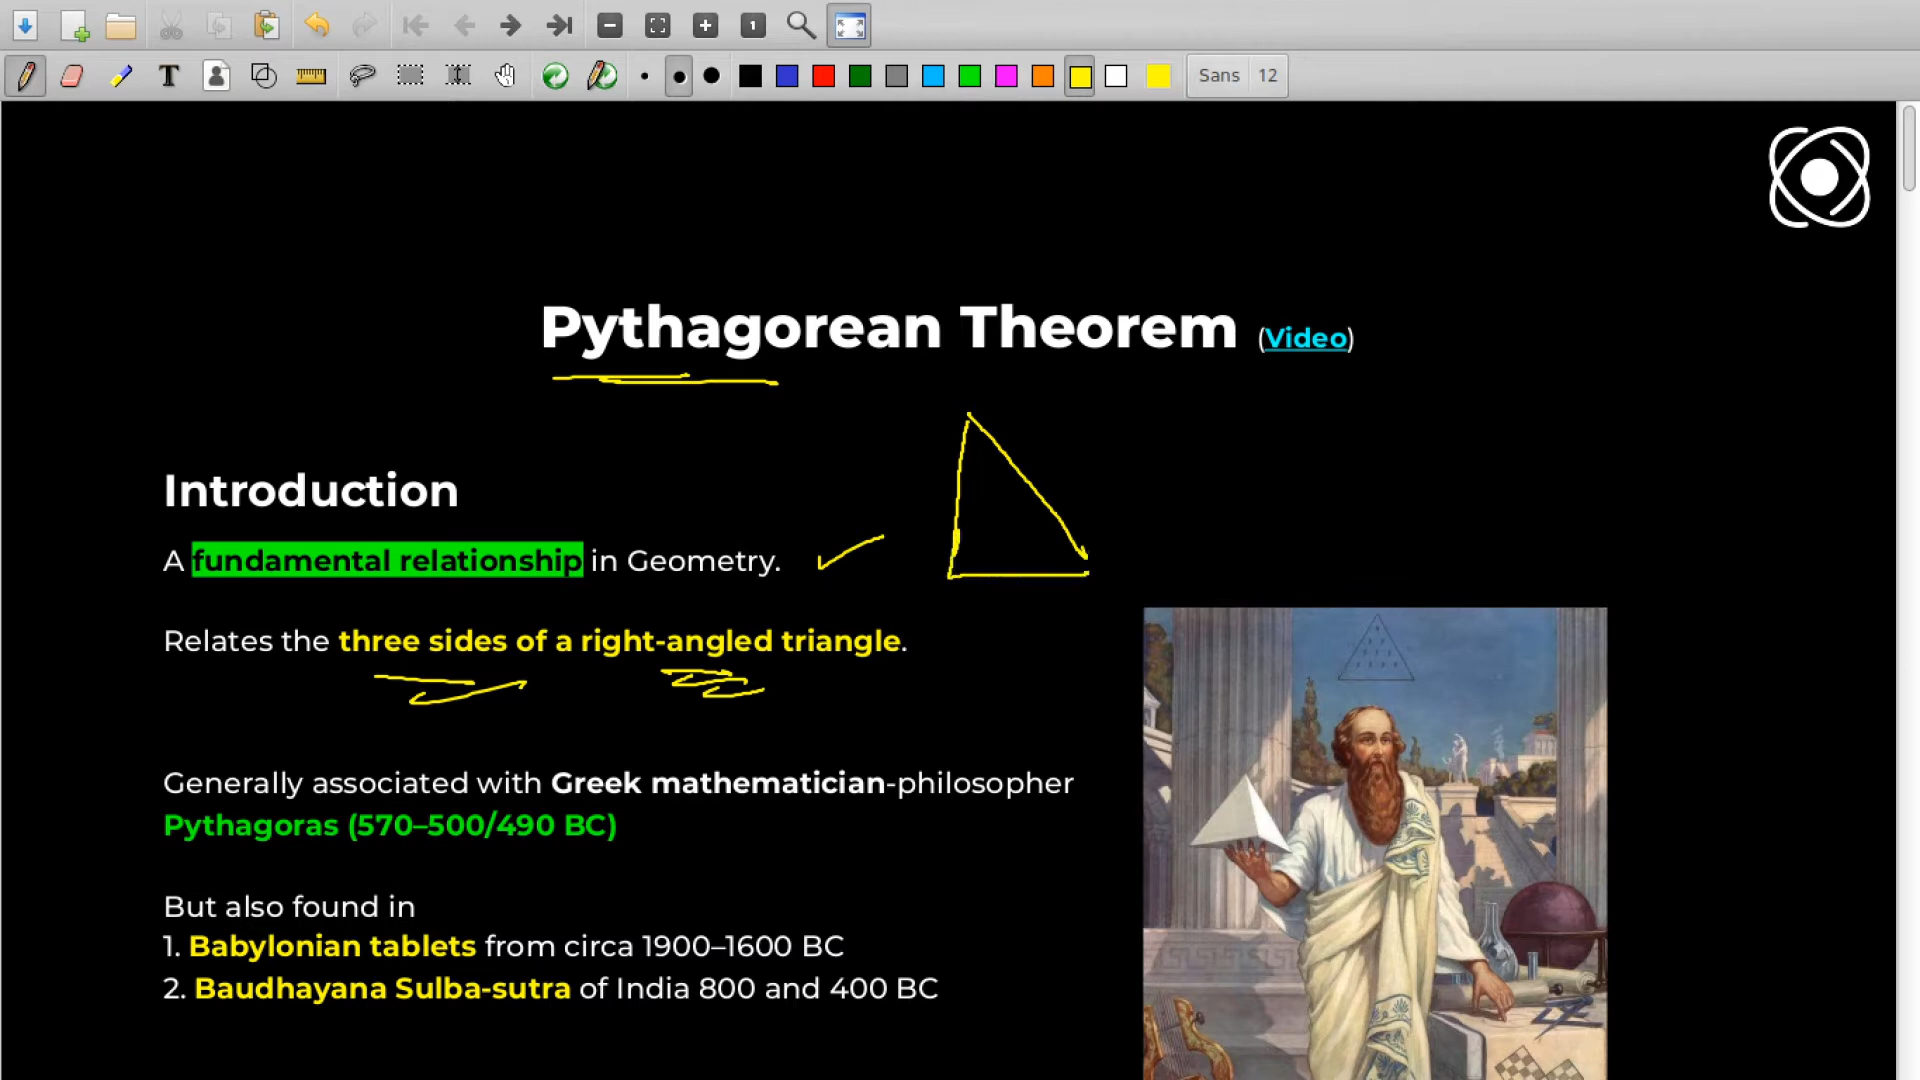 T
1
Sans 12
Pythagorean Theorem (Video)
Introduction
A fundamental relationship in Geometry.
Relates the three sides of a right-angled triangle.
Generally associated with Greek mathematician-philosopher
Pythagoras (570–500/490 BC)
But also found in
1. Babylonian tablets from circa 1900–1600 BC
2. Baudhayana Sulba-sutra of India 800 and 400 BC